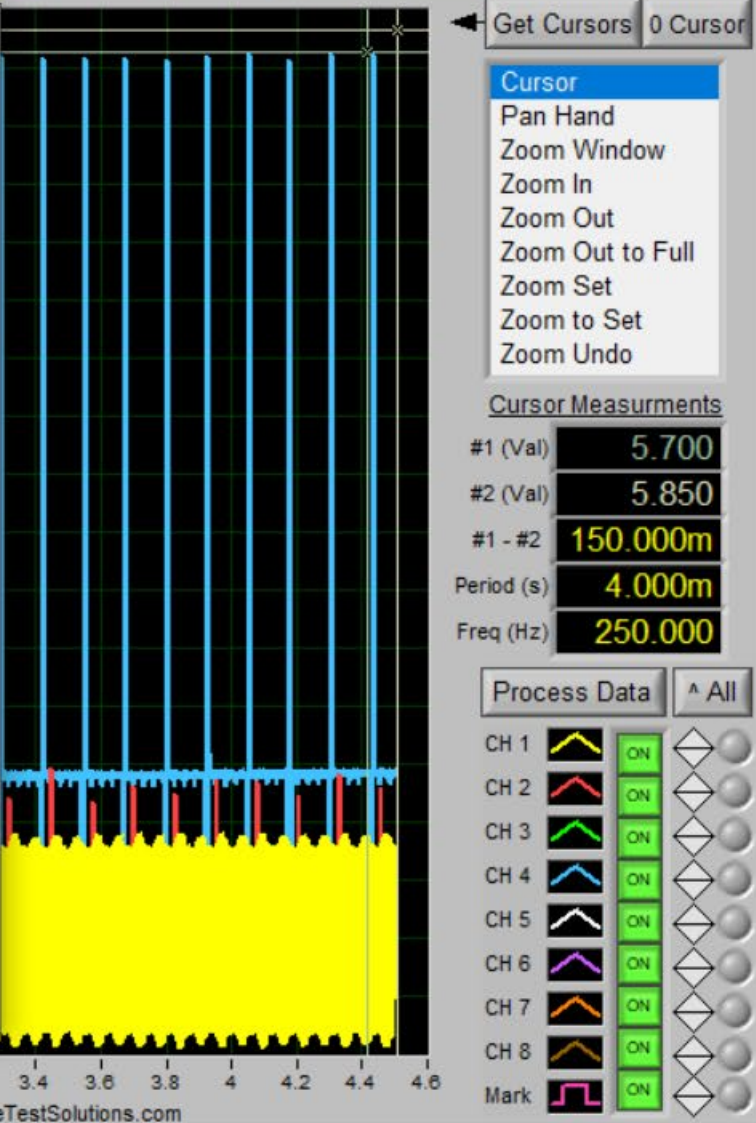 Get Cursors 0 Cursor
Cursor
Pan Hand
Zoom Window
Zoom In
Zoom Out
Zoom Out to Full
Zoom Set
Zoom to Set
Zoom Undo
Cursor Measurments
#1 (Val) 5.700
#2 (Val) 5.850
#1 - #2 150.000m
Period (s) 4.000m
Freq (Hz) 250.000
Process Data ^ All
CH 1 ON
CH 2 ON
CH 3 ON
CH 4 ON
CH 5 ON
CH 6 ON
CH 7 ON
CH 8 ON
Mark ON
3.4 3.6 3.8 4 4.2 4.4 4.6
eTestSolutions.com